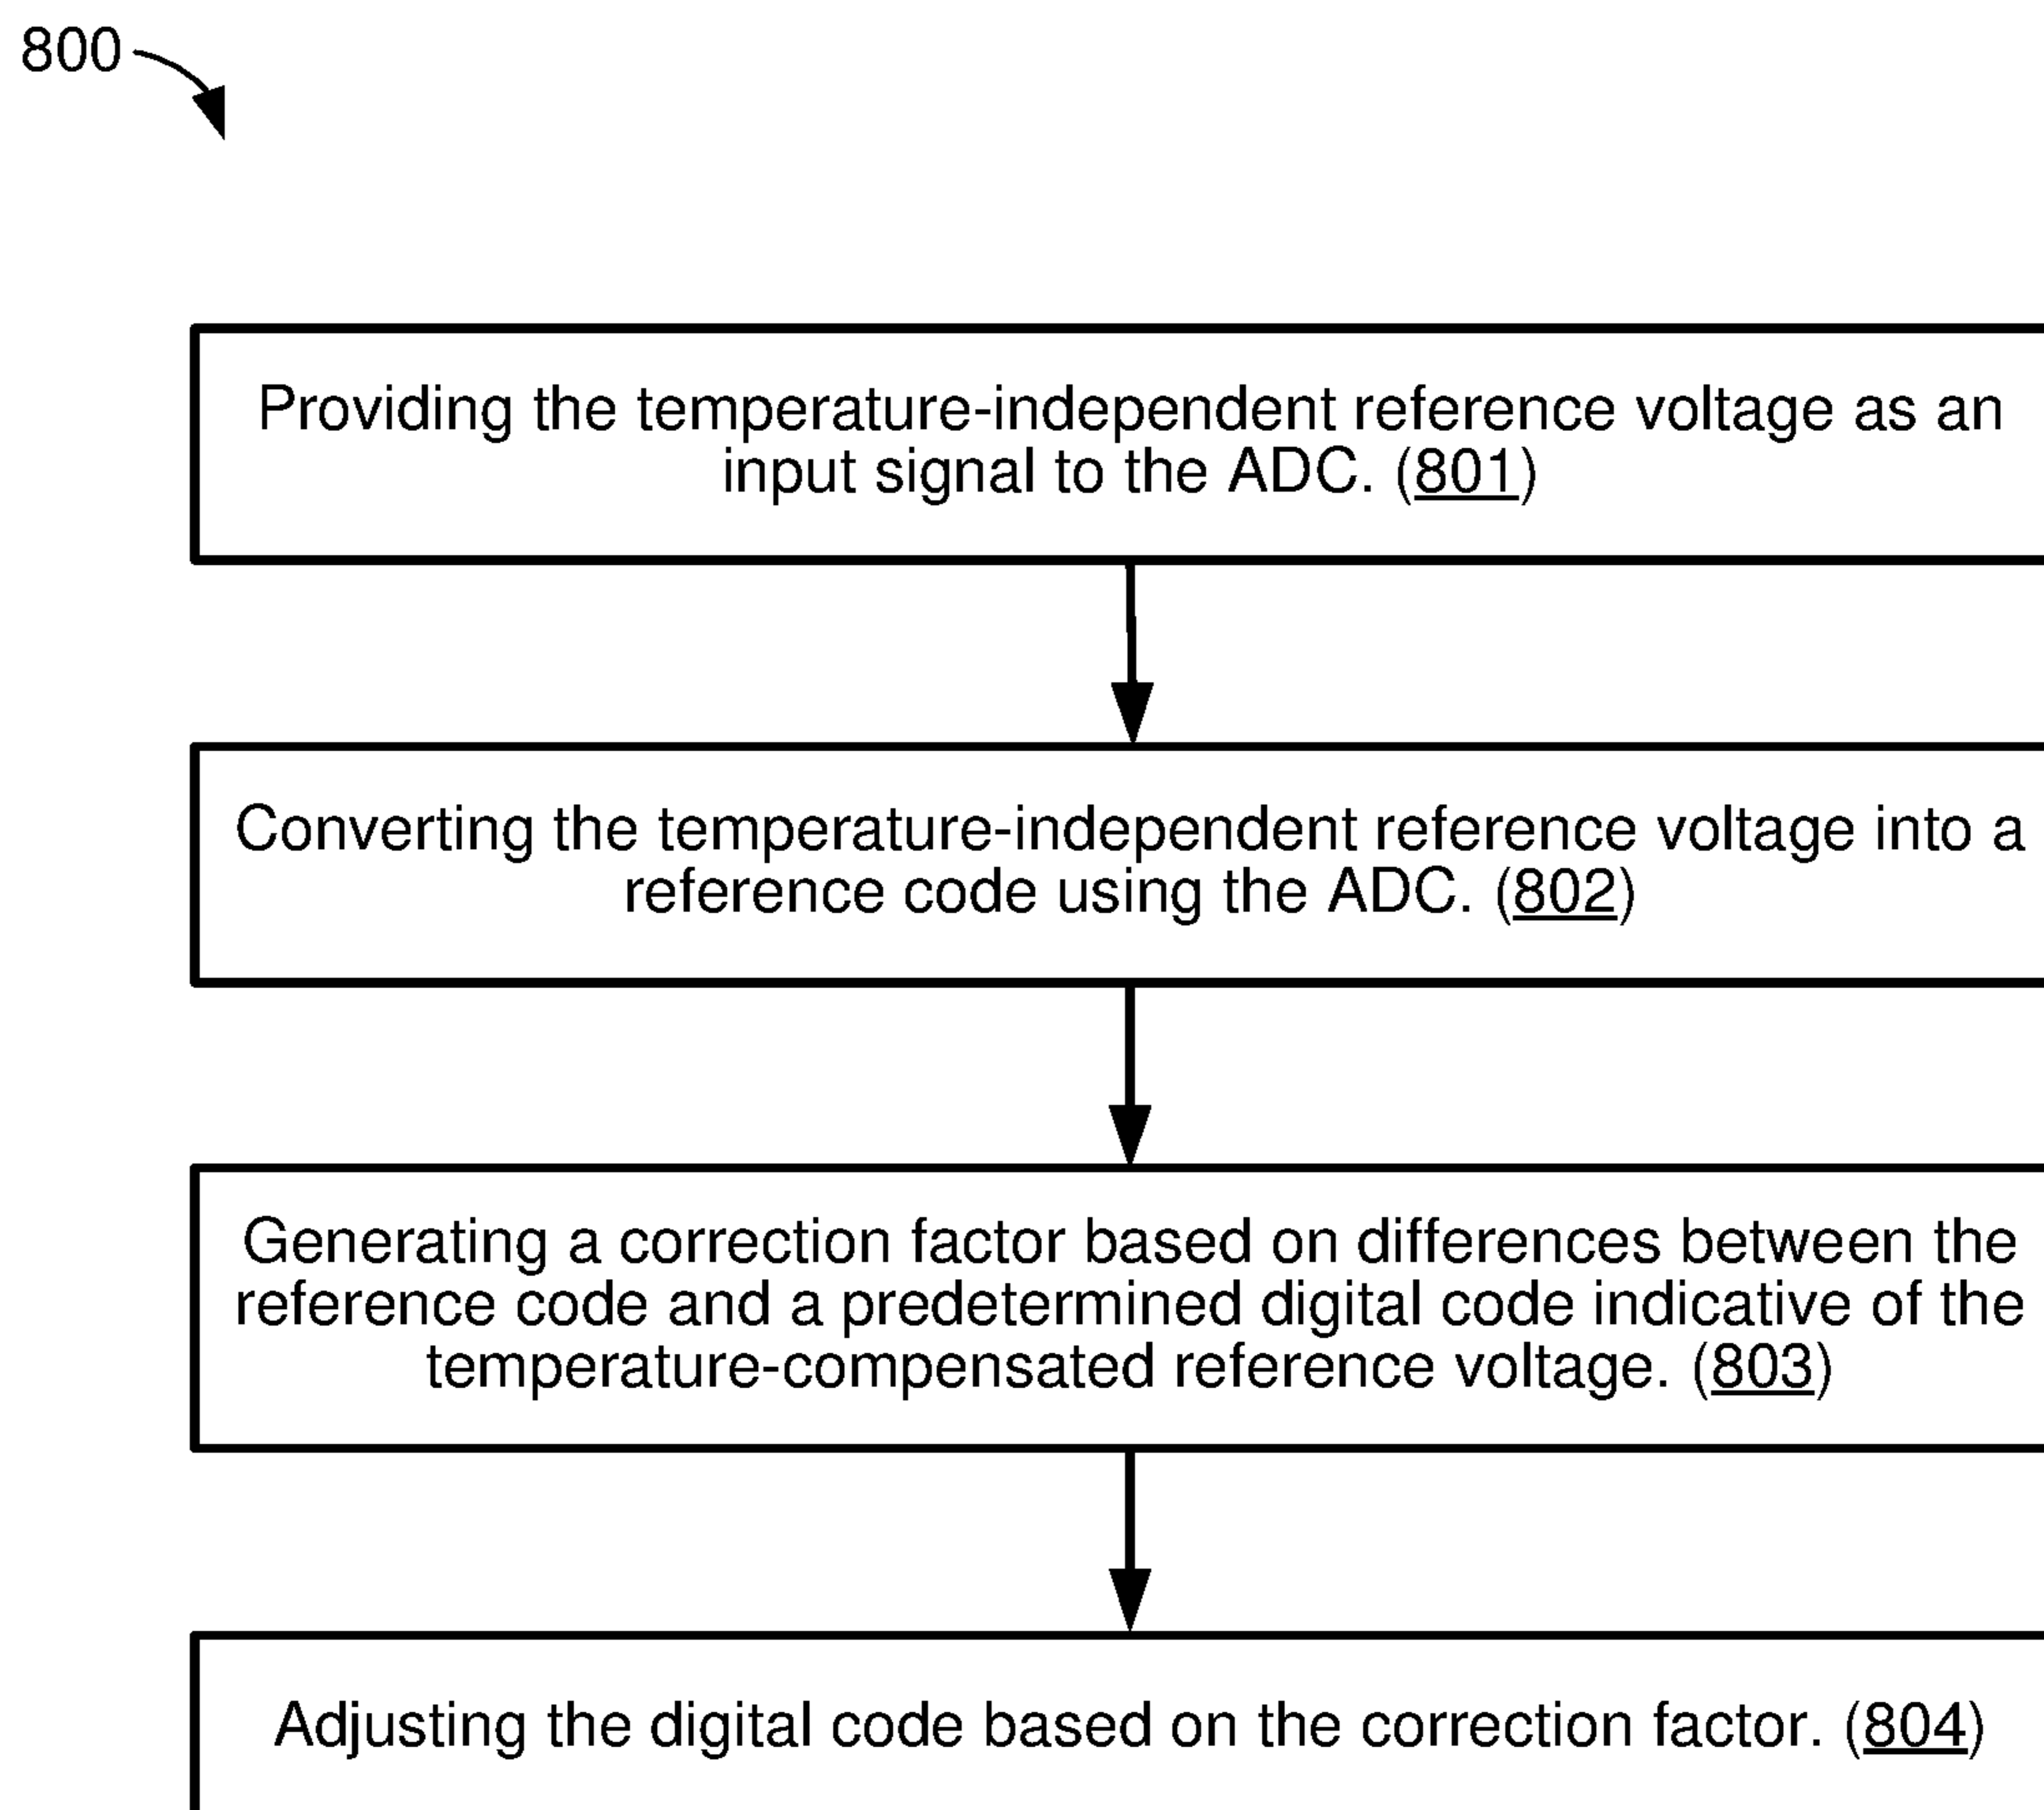 800
Providing the temperature-independent reference voltage as an
input signal to the ADC. (801)
Converting the temperature-independent reference voltage into a
reference code using the ADC. (802)
Generating a correction factor based on differences between the
reference code and a predetermined digital code indicative of the
temperature-compensated reference voltage. (803)
Adjusting the digital code based on the correction factor. (804)